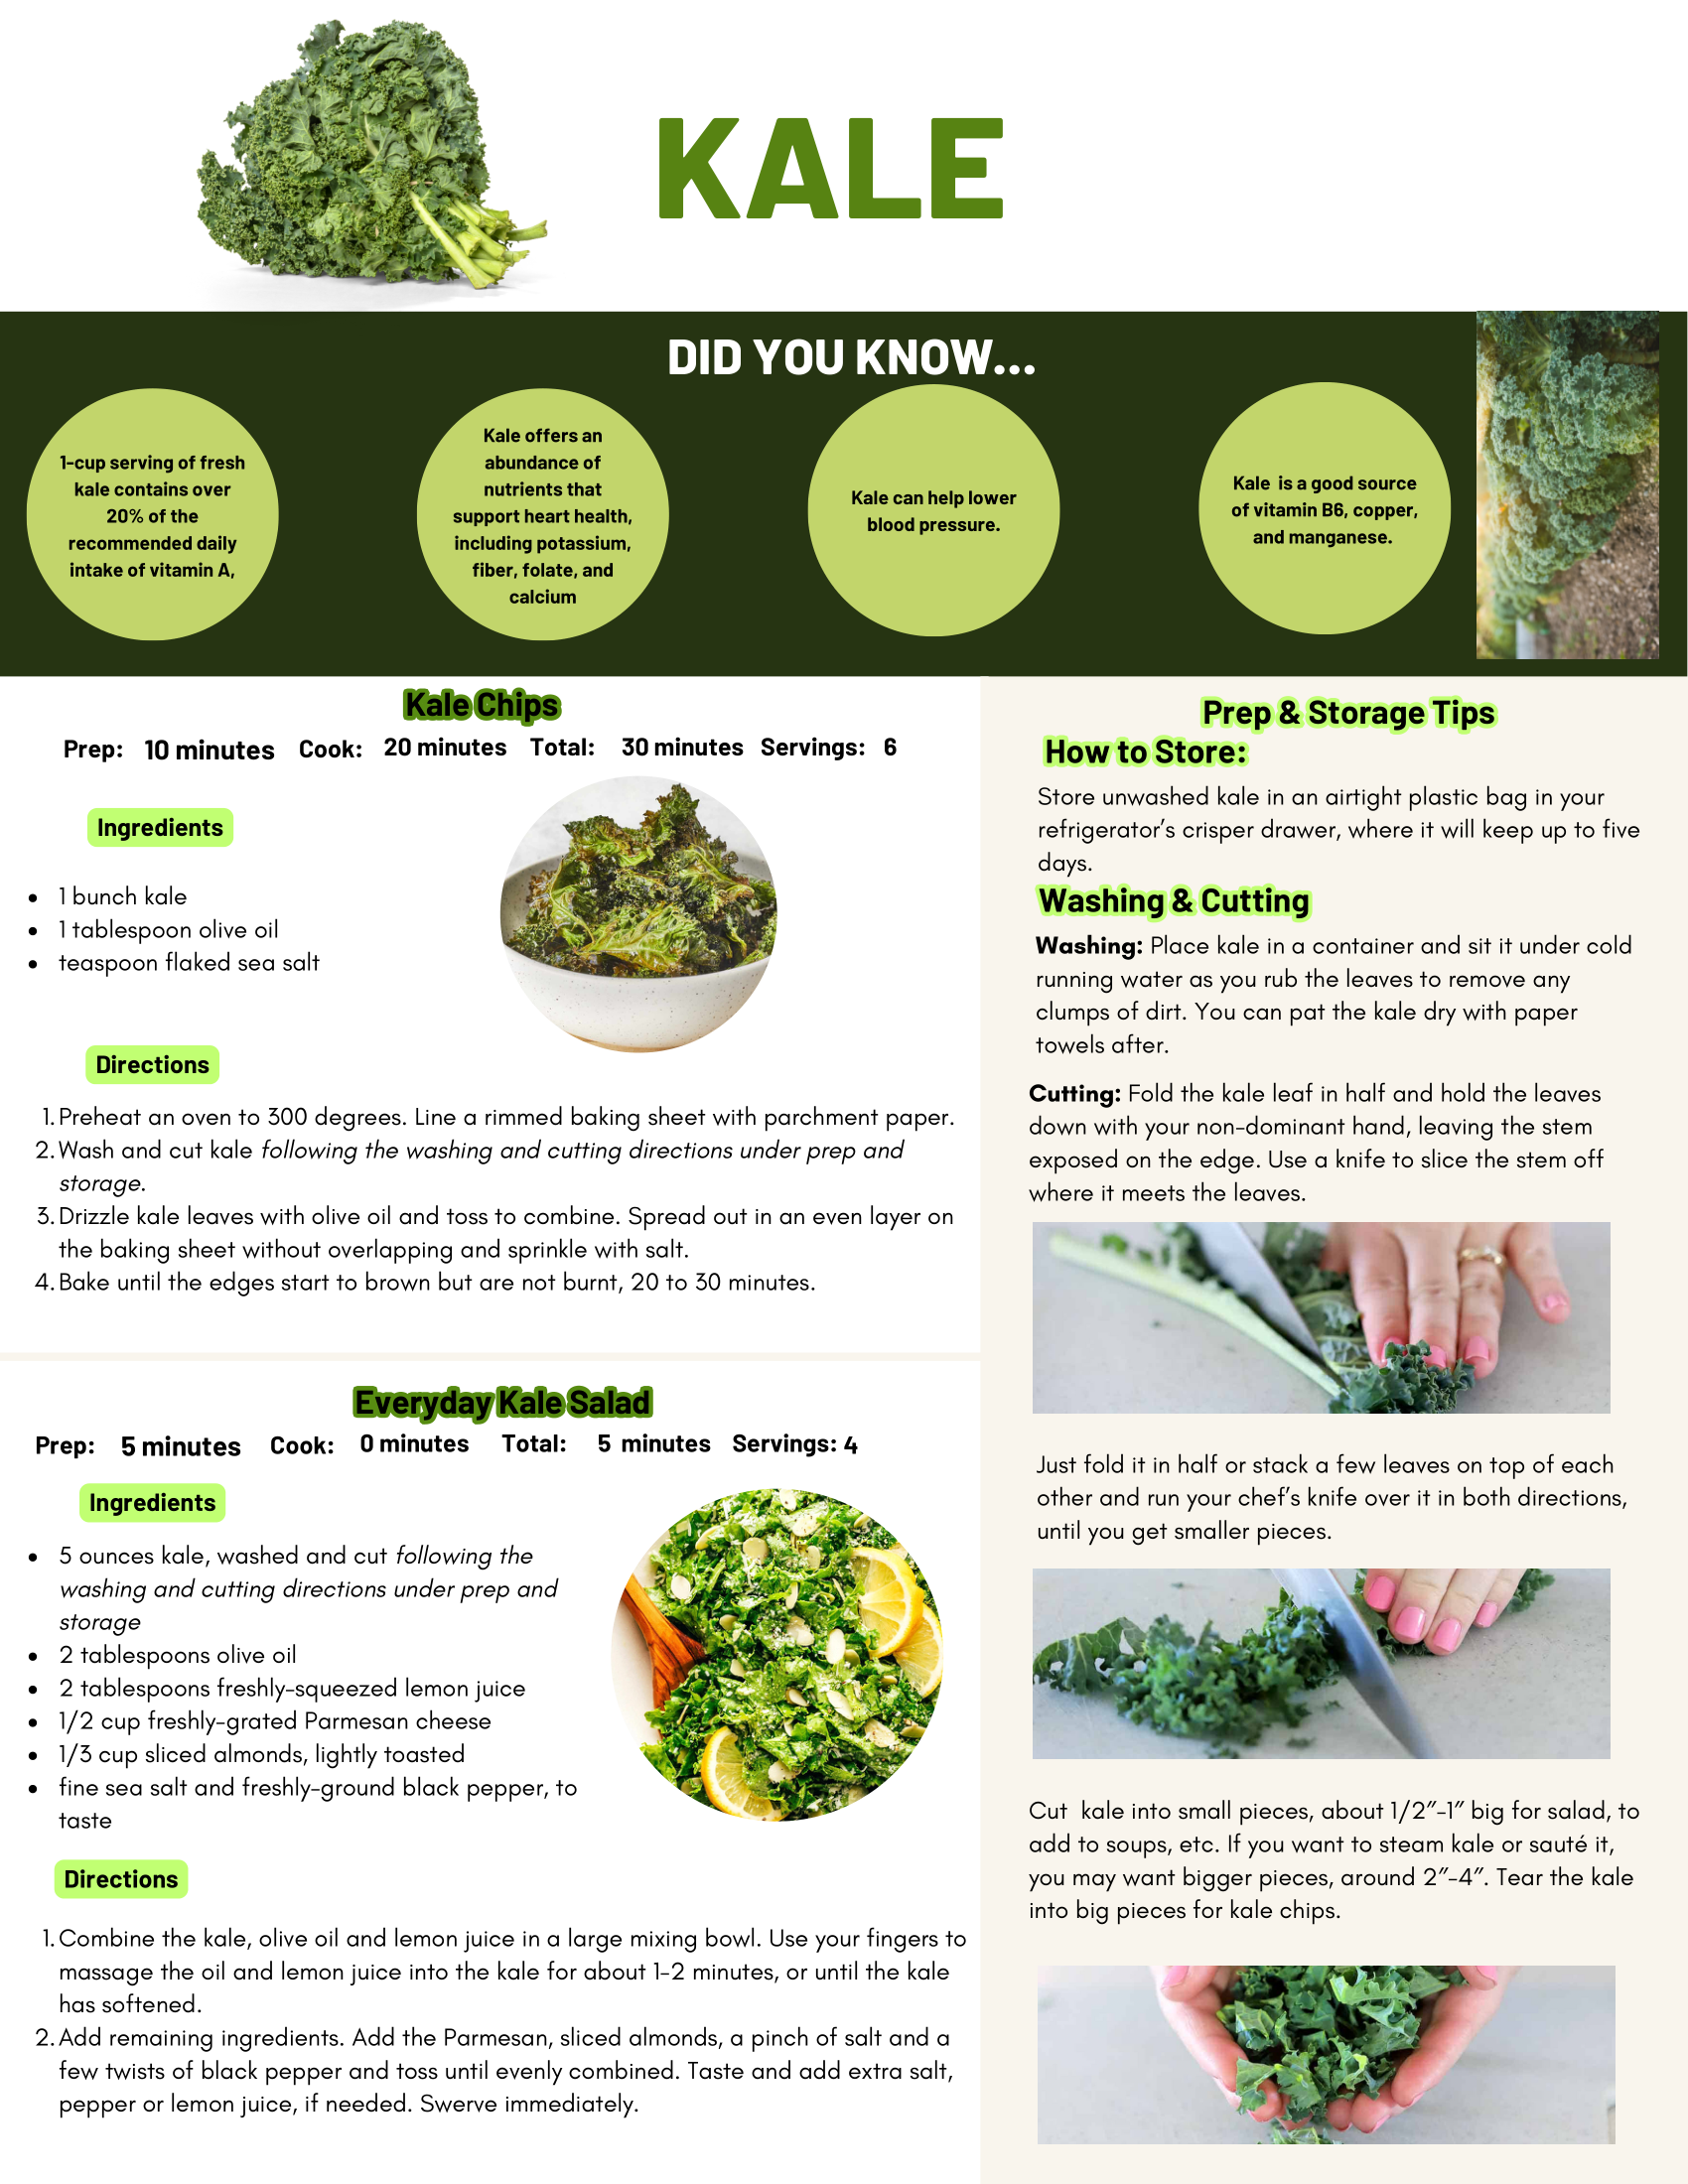 KALE
DID YOU KNOW...
1-cup serving of fresh
kale contains over
20% of the
recommended daily
intake of vitamin A,
Kale offers an
abundance of
nutrients that
support heart health,
including potassium,
fiber, folate, and
calcium
Kale can help lower
blood pressure.
Kale  is a good source
of vitamin B6, copper,
and manganese.
Kale Chips
Prep: 10 minutes Cook: 20 minutes Total: 30 minutes Servings: 6
Ingredients
• 1 bunch kale
• 1 tablespoon olive oil
• teaspoon flaked sea salt
Directions
1. Preheat an oven to 300 degrees. Line a rimmed baking sheet with parchment paper.
2. Wash and cut kale following the washing and cutting directions under prep and
storage.
3. Drizzle kale leaves with olive oil and toss to combine. Spread out in an even layer on
the baking sheet without overlapping and sprinkle with salt.
4. Bake until the edges start to brown but are not burnt, 20 to 30 minutes.
Everyday Kale Salad
Prep: 5 minutes Cook: 0 minutes Total: 5  minutes Servings: 4
Ingredients
• 5 ounces kale, washed and cut following the
washing and cutting directions under prep and
storage
• 2 tablespoons olive oil
• 2 tablespoons freshly-squeezed lemon juice
• 1/2 cup freshly-grated Parmesan cheese
• 1/3 cup sliced almonds, lightly toasted
• fine sea salt and freshly-ground black pepper, to
taste
Directions
1. Combine the kale, olive oil and lemon juice in a large mixing bowl. Use your fingers to
massage the oil and lemon juice into the kale for about 1-2 minutes, or until the kale
has softened.
2. Add remaining ingredients. Add the Parmesan, sliced almonds, a pinch of salt and a
few twists of black pepper and toss until evenly combined. Taste and add extra salt,
pepper or lemon juice, if needed. Swerve immediately.
Prep & Storage Tips
How to Store:
Store unwashed kale in an airtight plastic bag in your
refrigerator’s crisper drawer, where it will keep up to five
days.
Washing & Cutting
Washing: Place kale in a container and sit it under cold
running water as you rub the leaves to remove any
clumps of dirt. You can pat the kale dry with paper
towels after.
Cutting: Fold the kale leaf in half and hold the leaves
down with your non-dominant hand, leaving the stem
exposed on the edge. Use a knife to slice the stem off
where it meets the leaves.
Just fold it in half or stack a few leaves on top of each
other and run your chef’s knife over it in both directions,
until you get smaller pieces.
Cut  kale into small pieces, about 1/2″-1″ big for salad, to
add to soups, etc. If you want to steam kale or sauté it,
you may want bigger pieces, around 2″-4″. Tear the kale
into big pieces for kale chips.